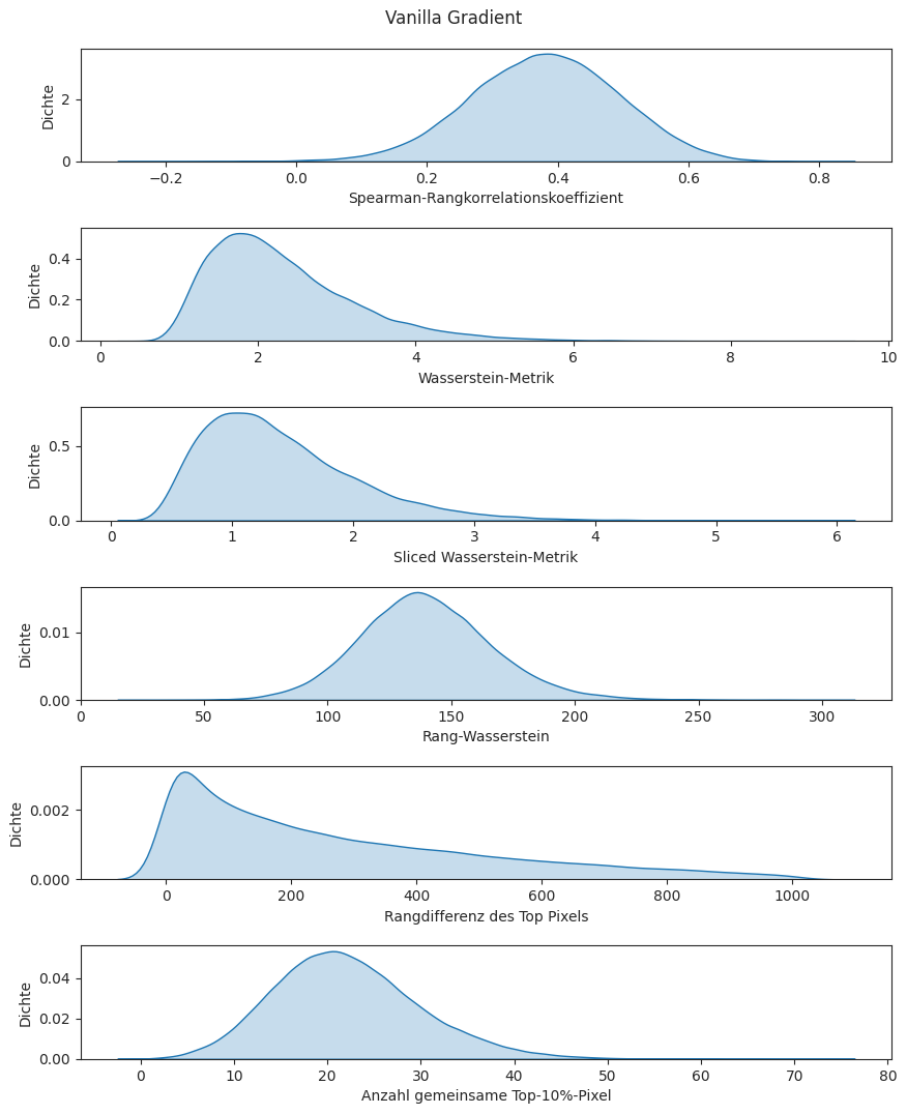 Vanilla Gradient
Dichte
2
0
−0.2 0.0 0.2 0.4 0.6 0.8
Spearman-Rangkorrelationskoeffizient
Dichte
0.4
0.2
0.0
0 2 4 6 8 10
Wasserstein-Metrik
Dichte
0.5
0.0
0 1 2 3 4 5 6
Sliced Wasserstein-Metrik
Dichte
0.01
0.00
0 50 100 150 200 250 300
Rang-Wasserstein
Dichte
0.002
0.000
0 200 400 600 800 1000
Rangdifferenz des Top Pixels
Dichte
0.04
0.02
0.00
0 10 20 30 40 50 60 70 80
Anzahl gemeinsame Top-10%-Pixel